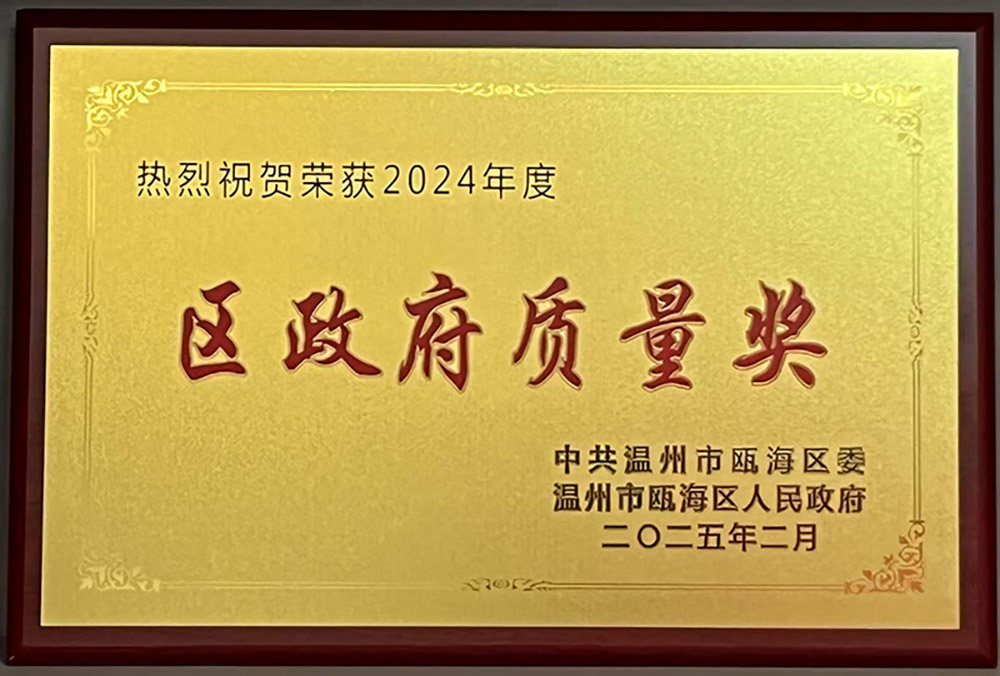 热烈祝贺荣获2024年度
区政府质量奖
中共温州市瓯海区委
温州市瓯海区人民政府
二〇二五年二月